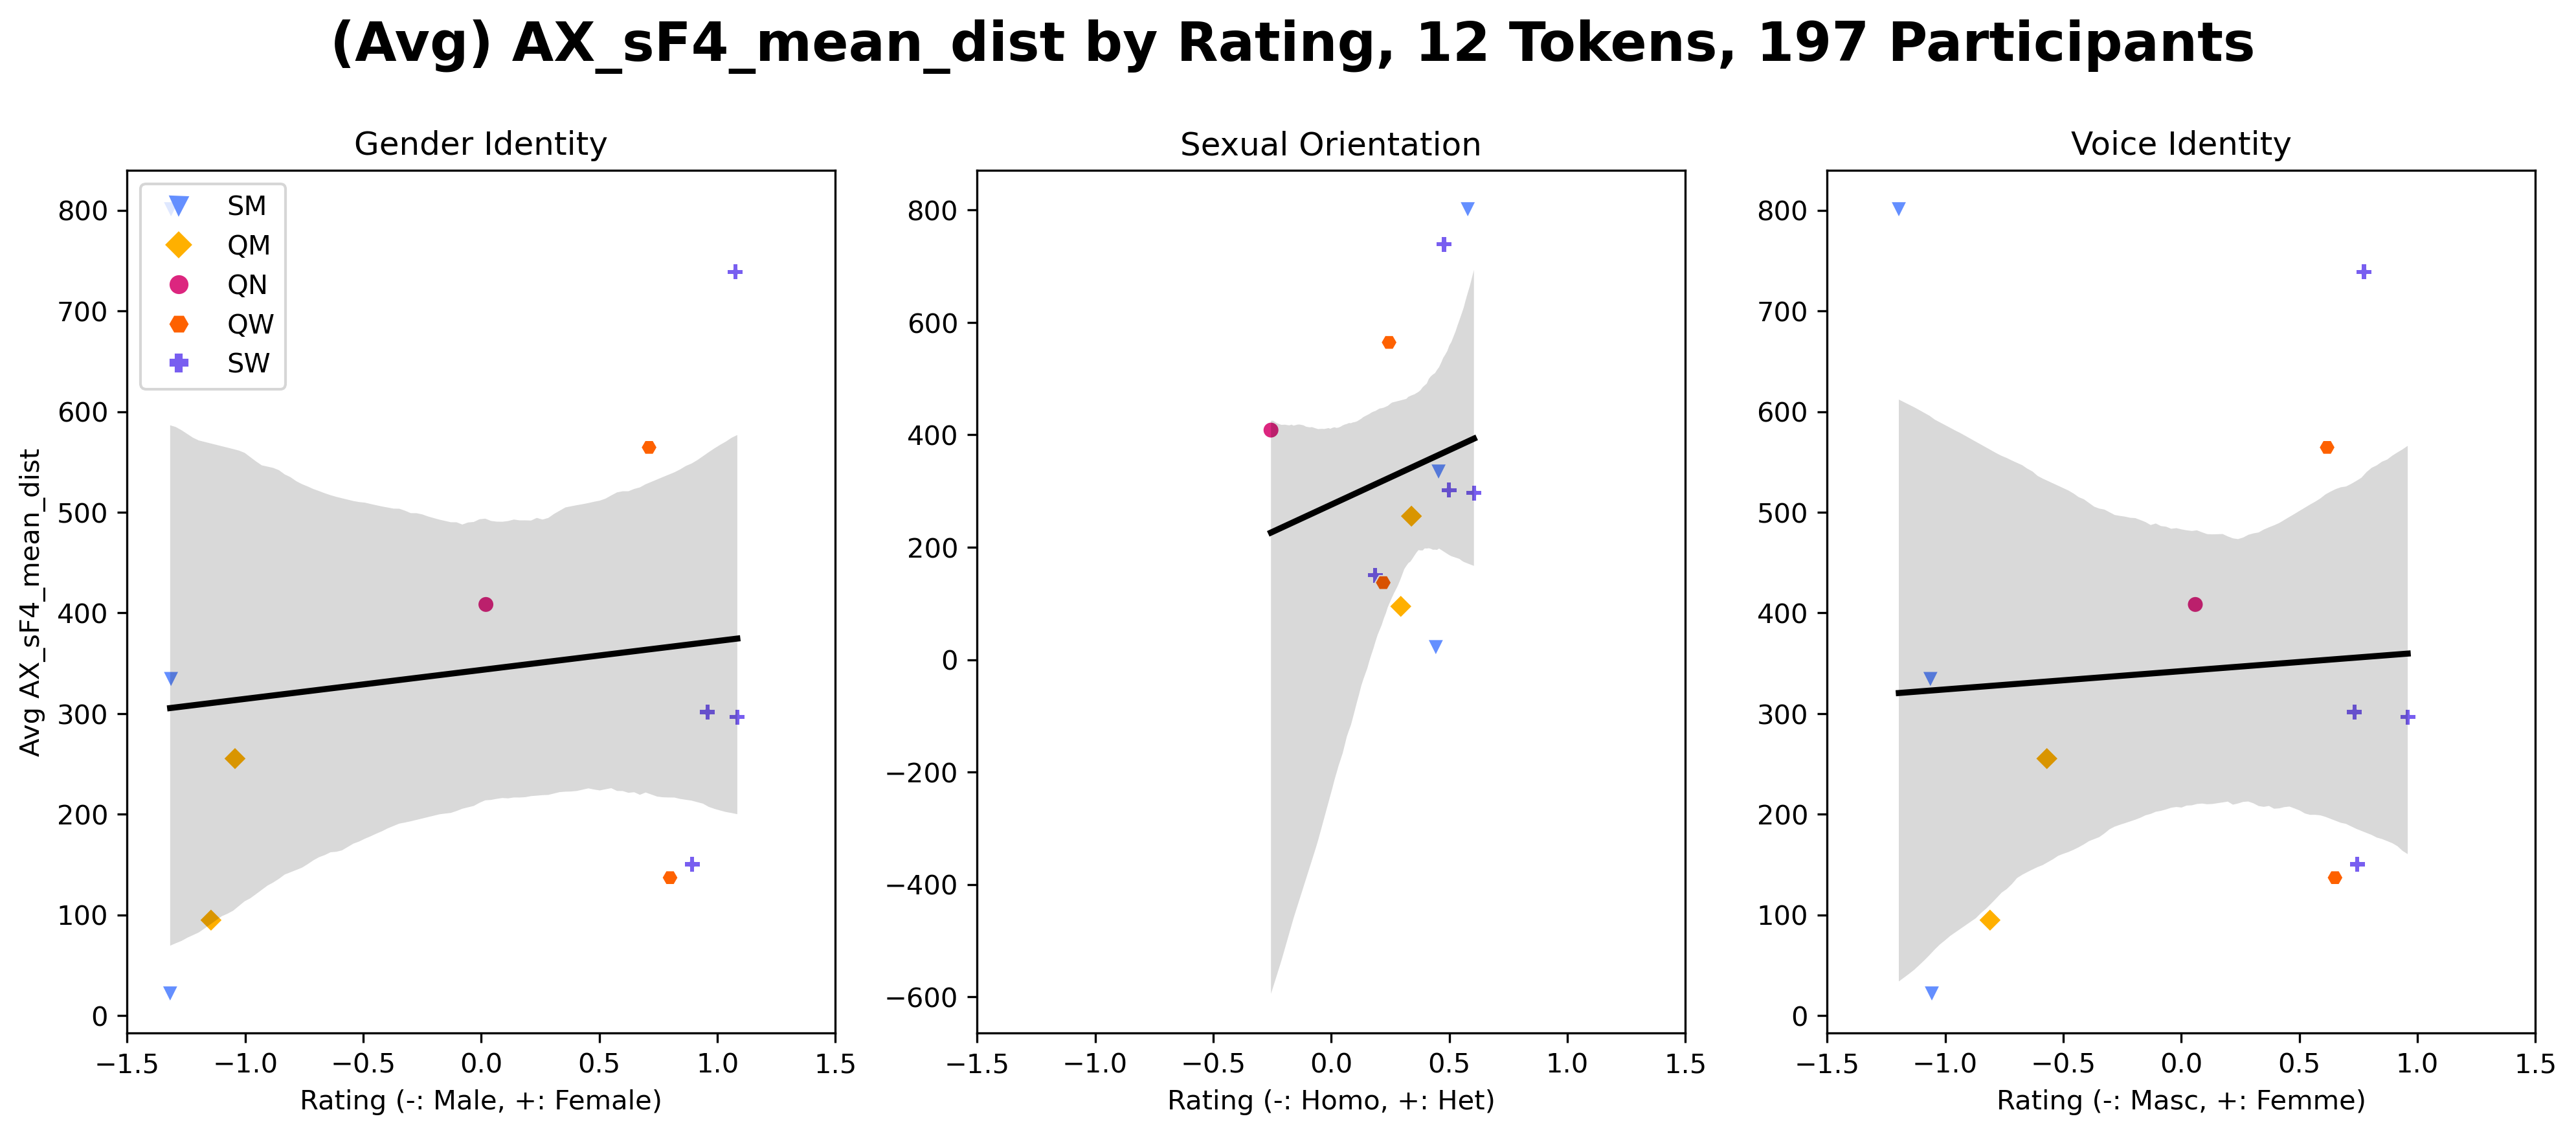 (Avg) AX_sF4_mean_dist by Rating, 12 Tokens, 197 Participants
Gender Identity
Sexual Orientation
Voice Identity
SM
QM
QN
QW
SW
Avg AX_sF4_mean_dist
800
700
600
500
400
300
200
100
0
−1.5 −1.0 −0.5 0.0 0.5 1.0 1.5
Rating (-: Male, +: Female)
800
600
400
200
0
−200
−400
−600
−1.5 −1.0 −0.5 0.0 0.5 1.0 1.5
Rating (-: Homo, +: Het)
800
700
600
500
400
300
200
100
0
−1.5 −1.0 −0.5 0.0 0.5 1.0 1.5
Rating (-: Masc, +: Femme)